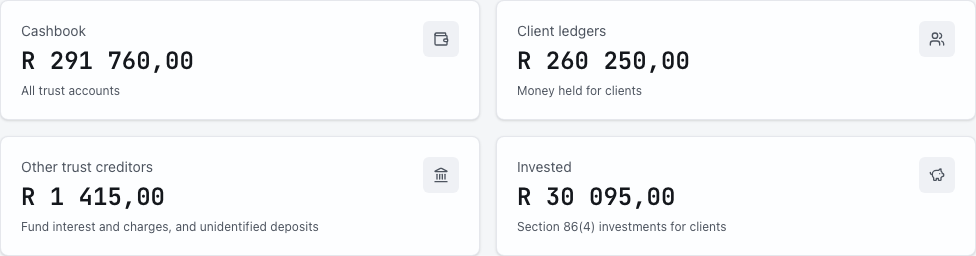 Cashbook
R 291 760,00
All trust accounts
Client ledgers
R 260 250,00
Money held for clients
Other trust creditors
R 1 415,00
Fund interest and charges, and unidentified deposits
Invested
R 30 095,00
Section 86(4) investments for clients